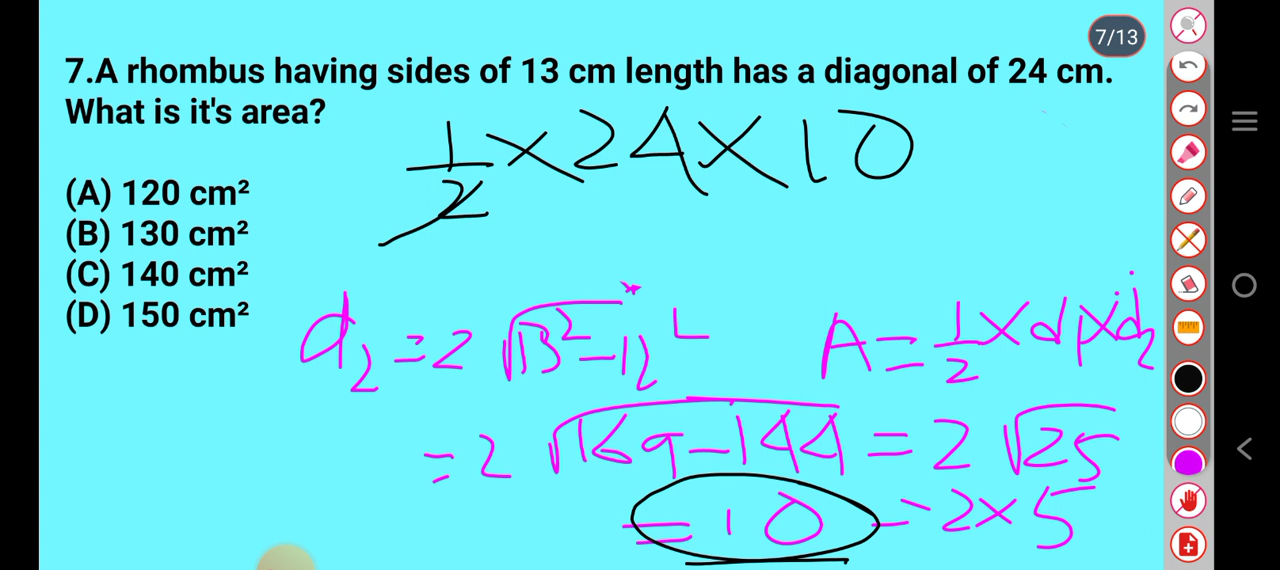 7/13
7.A rhombus having sides of 13 cm length has a diagonal of 24 cm.
What is it's area?
1/2 × 24 × 10
(A) 120 cm²
(B) 130 cm²
(C) 140 cm²
(D) 150 cm²
d₂ = 2 √13² - 12²
A = 1/2 × d₁ × d₂
= 2 √169 - 144 = 2 √25
= 10 = 2 × 5